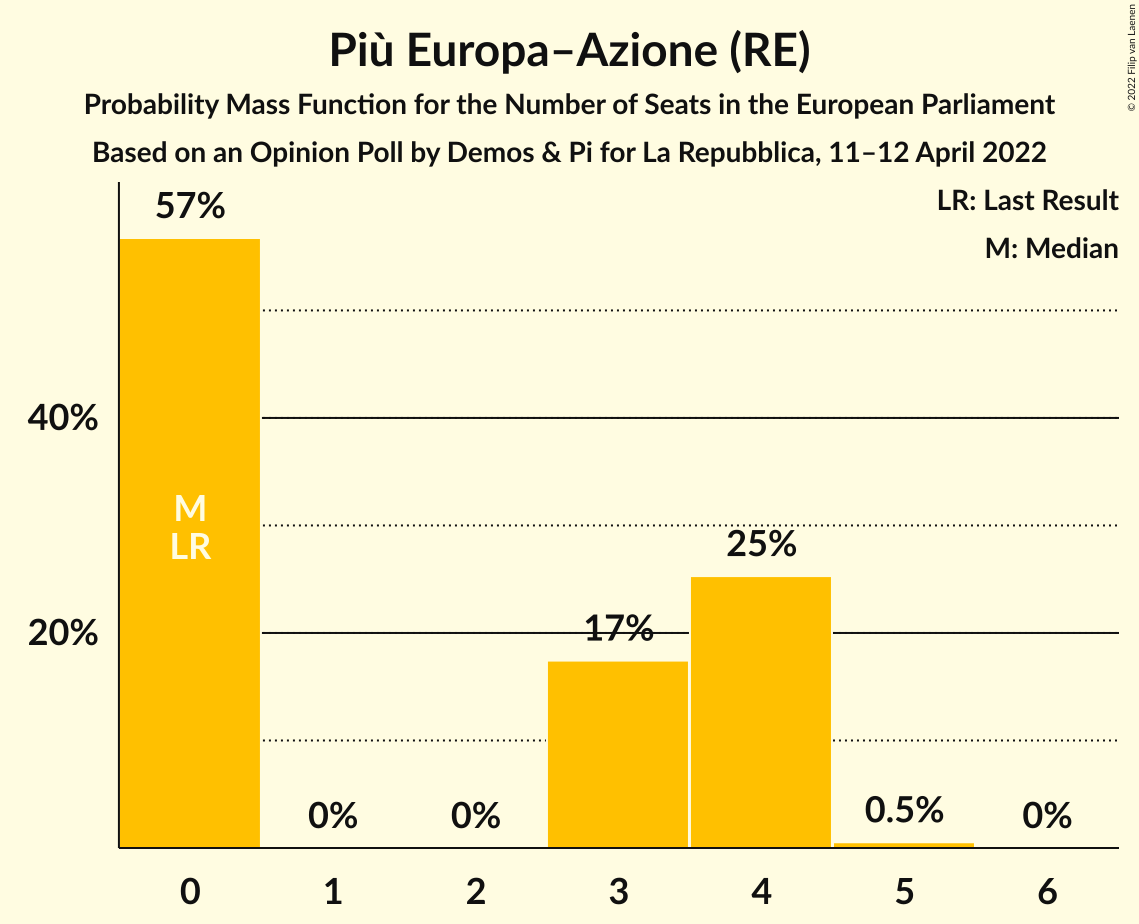 Più Europa–Azione (RE)
Probability Mass Function for the Number of Seats in the European Parliament
Based on an Opinion Poll by Demos & Pi for La Repubblica, 11–12 April 2022
© 2022 Filip van Laenen
LR: Last Result
M: Median
57%
40%
M
LR
25%
20%
17%
0%
0%
0.5%
0%
0
1
2
3
4
5
6